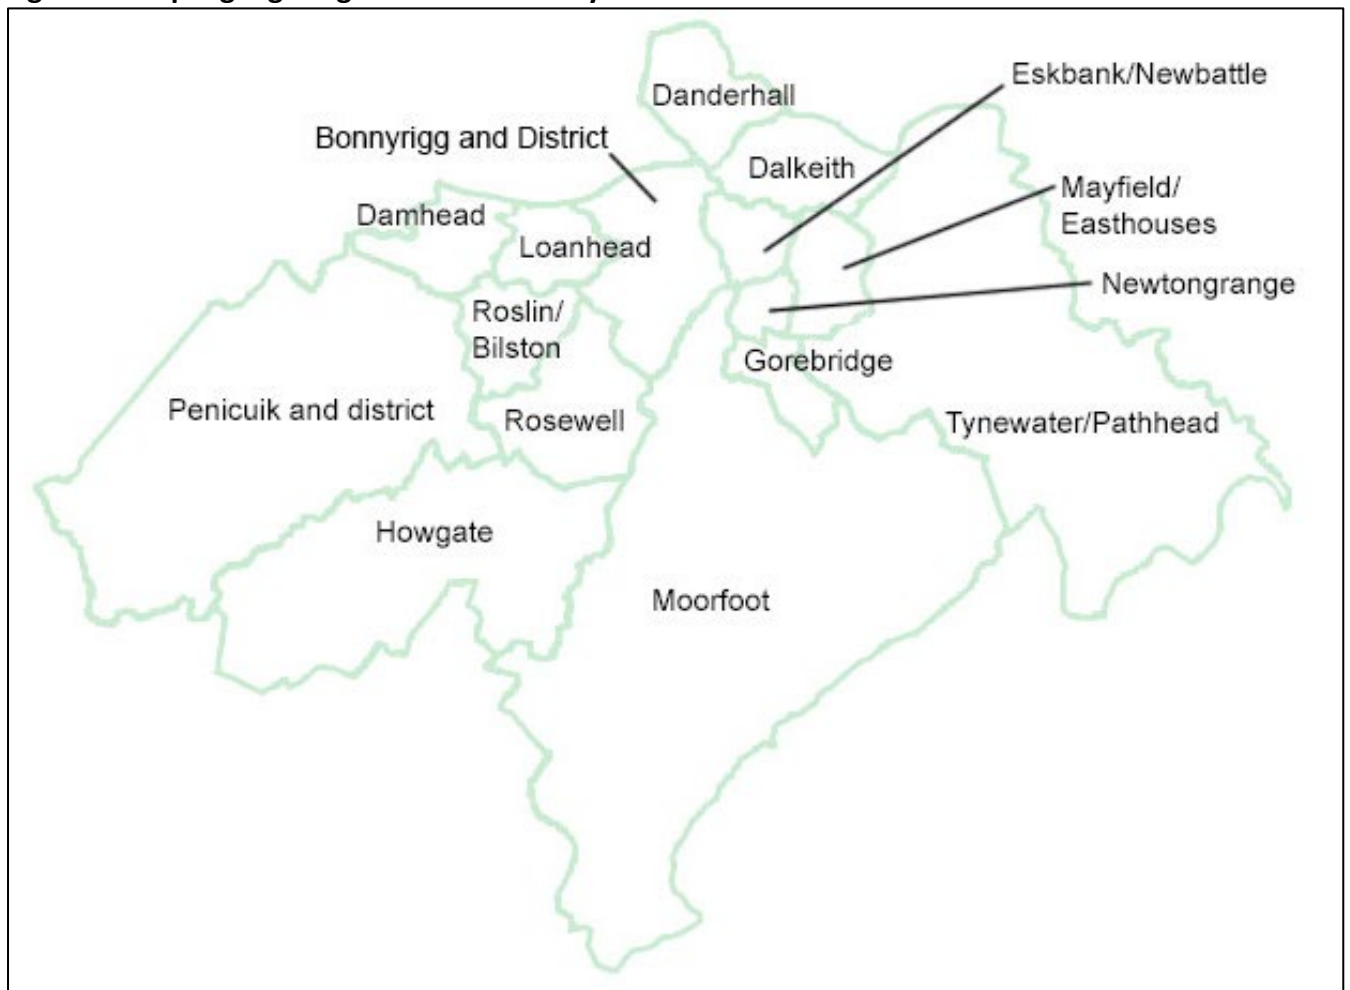 Danderhall
Eskbank/Newbattle
Bonnyrigg and District
Dalkeith
Mayfield/
Easthouses
Damhead
Loanhead
Newtongrange
Roslin/
Bilston
Gorebridge
Penicuik and district
Rosewell
Tynewater/Pathhead
Howgate
Moorfoot